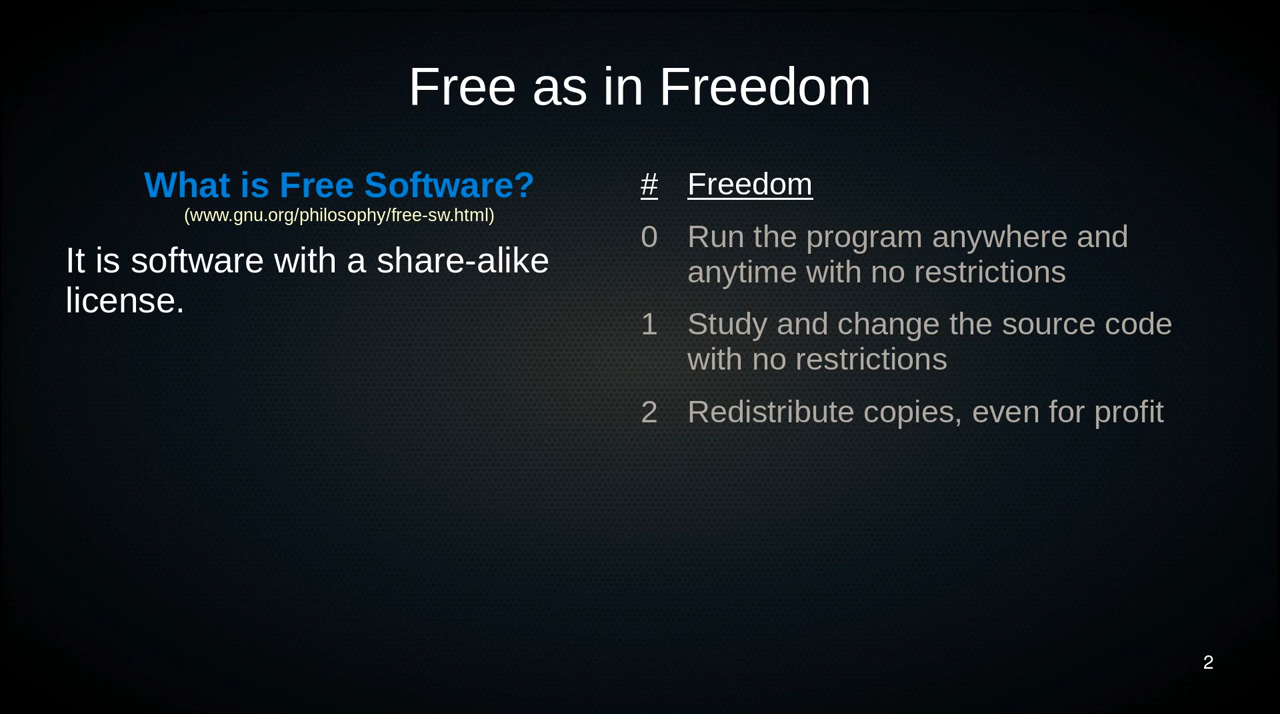 Free as in Freedom
What is Free Software?
(www.gnu.org/philosophy/free-sw.html)
It is software with a share-alike
license.
# Freedom
0 Run the program anywhere and
anytime with no restrictions
1 Study and change the source code
with no restrictions
2 Redistribute copies, even for profit
2